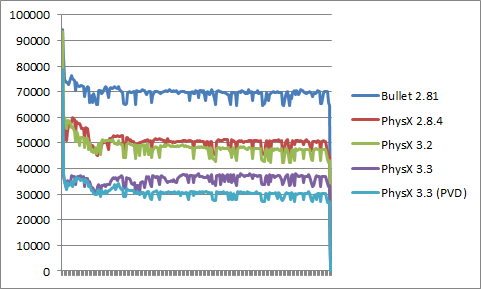 100000
90000
80000
70000
60000
50000
40000
30000
20000
10000
0
Bullet 2.81
PhysX 2.8.4
PhysX 3.2
PhysX 3.3
PhysX 3.3 (PVD)